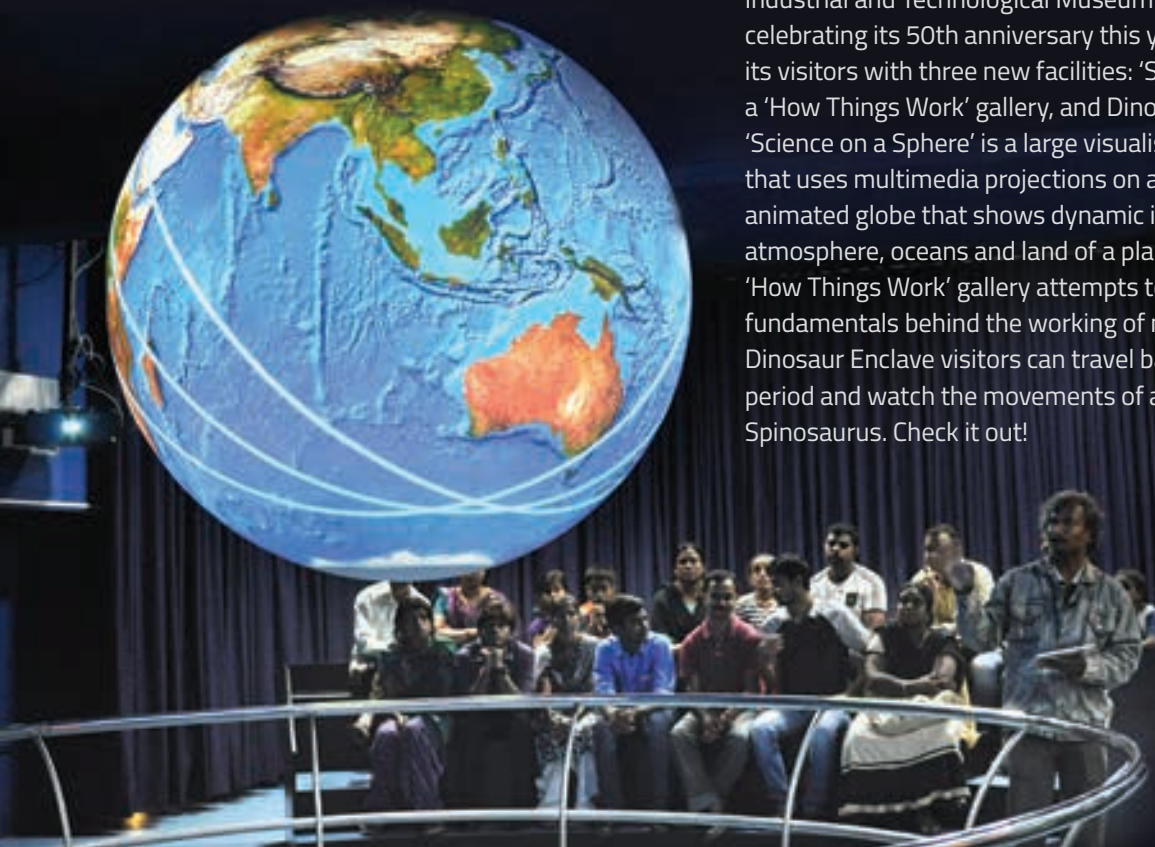 Industrial and Technological Museum
celebrating its 50th anniversary this
its visitors with three new facilities:
a ‘How Things Work’ gallery, and
‘Science on a Sphere’ is a large
that uses multimedia projections on
animated globe that shows dynamic
atmosphere, oceans and land of a
‘How Things Work’ gallery attempts
fundamentals behind the working of
Dinosaur Enclave visitors can travel
period and watch the movements of
Spinosaurus. Check it out!